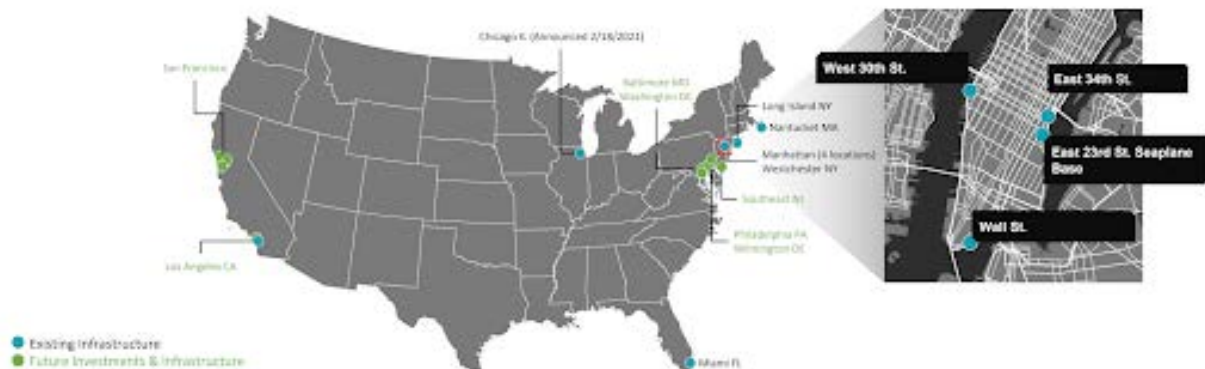 Chicago IL (Announced 2/18/2021)
San Francisco
Baltimore MD
Washington DC
Long Island NY
Nantucket MA
Manhattan (4 locations)
Westchester NY
Southeast NJ
Philadelphia PA
Wilmington DE
Los Angeles CA
Miami FL
Existing Infrastructure
Future Investments & Infrastructure
West 30th St.
East 34th St.
East 23rd St. Seaplane
Base
Wall St.